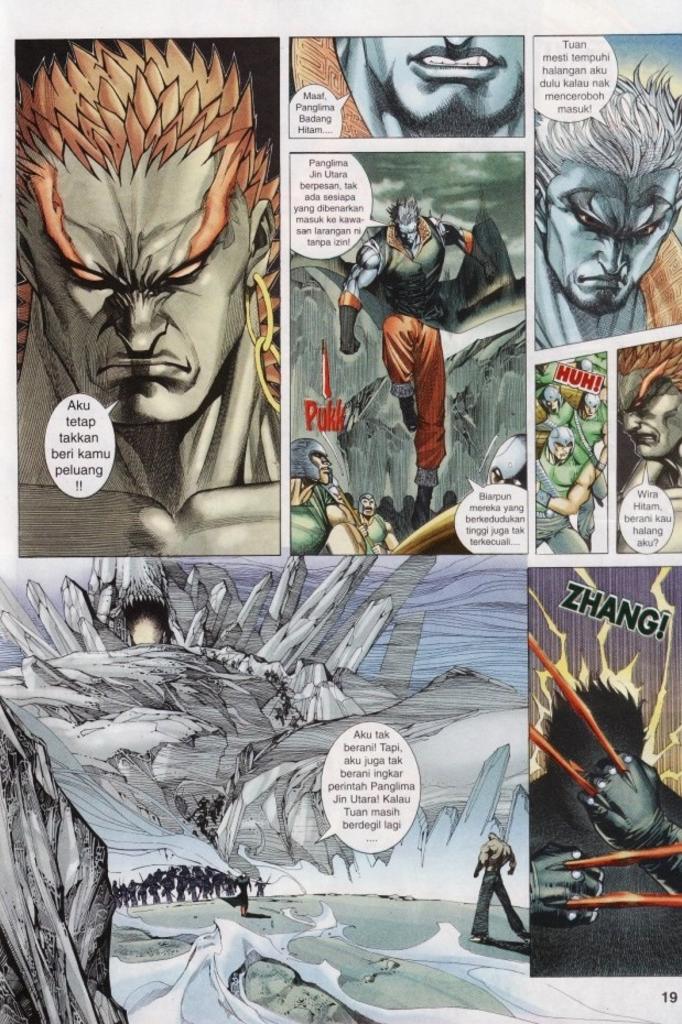 Aku
tetap
takkan
beri kamu
peluang
!!
Maaf,
Panglima
Badang
Hitam....
Panglima
Jin Utara
berpesan, tak
ada sesiapa
yang dibenarkan
masuk ke kawa-
san larangan ni
tanpa izin!
Pukk
Biarpun
mereka yang
berkedudukan
tinggi juga tak
terkecuali....
Tuan
mesti tempuhi
halangan aku
dulu kalau nak
menceroboh
masuk!
HUH!
Wira
Hitam,
berani kau
halang
aku?
Aku tak
berani! Tapi,
aku juga tak
berani ingkar
perintah Panglima
Jin Utara! Kalau
Tuan masih
berdegil lagi
....
ZHANG!
19